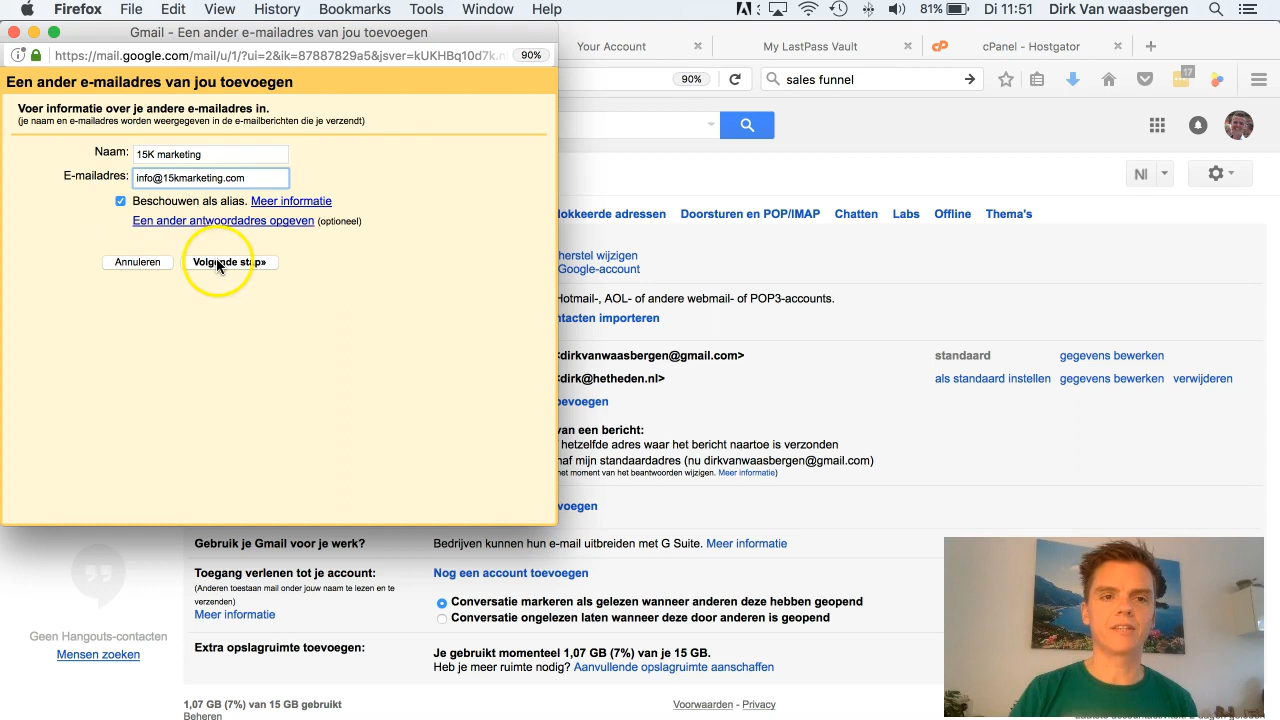 Firefox File Edit View History Bookmarks Tools Window Help 81% Di 11:51 Dirk Van waasbergen
Gmail - Een ander e-mailadres van jou toevoegen
https://mail.google.com/mail/u/1/?ui=2&ik=87887829a5&jsver=kUKHBq10d7k.n 90%
Your Account
My LastPass Vault
cPanel - Hostgator
90%
sales funnel
17
Een ander e-mailadres van jou toevoegen
Voer informatie over je andere e-mailadres in.
(je naam en e-mailadres worden weergegeven in de e-mailberichten die je verzendt)
Naam: 15K marketing
E-mailadres: info@15kmarketing.com
Beschouwen als alias. Meer informatie
Een ander antwoordadres opgeven (optioneel)
Annuleren
Volgende stap»
Nl
lokkeerde adressen Doorsturen en POP/IMAP Chatten Labs Offline Thema's
herstel wijzigen
Google-account
Hotmail-, AOL- of andere webmail- of POP3-accounts.
ntacten importeren
<dirkvanwaasbergen@gmail.com> standaard gegevens bewerken
<dirk@hetheden.nl> als standaard instellen gegevens bewerken verwijderen
oevoegen
van een bericht:
hetzelfde adres waar het bericht naartoe is verzonden
naf mijn standaardadres (nu dirkvanwaasbergen@gmail.com)
het moment van het beantwoorden wijzigen. Meer informatie)
voegen
Gebruik je Gmail voor je werk? Bedrijven kunnen hun e-mail uitbreiden met G Suite. Meer informatie
Toegang verlenen tot je account: Nog een account toevoegen
(Anderen toestaan mail onder jouw naam te lezen en te
verzenden)
Meer informatie
Conversatie markeren als gelezen wanneer anderen deze hebben geopend
Conversatie ongelezen laten wanneer deze door anderen is geopend
Geen Hangouts-contacten
Mensen zoeken
Extra opslagruimte toevoegen: Je gebruikt momenteel 1,07 GB (7%) van je 15 GB.
Heb je meer ruimte nodig? Aanvullende opslagruimte aanschaffen
1,07 GB (7%) van 15 GB gebruikt
Beheren
Voorwaarden - Privacy